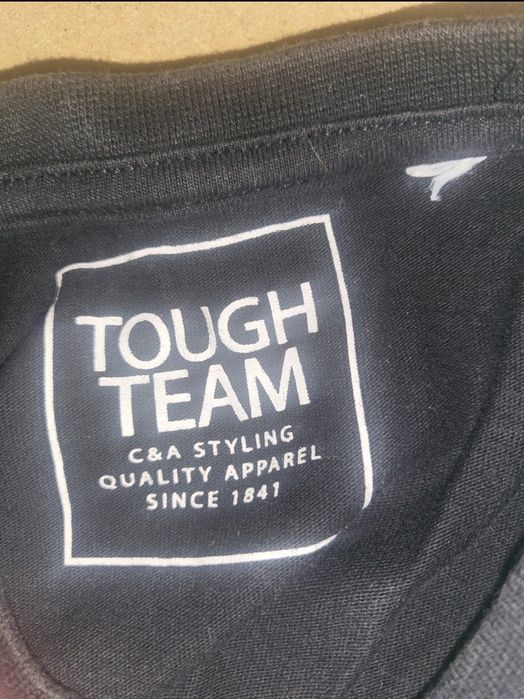 TOUGH
TEAM
C&A STYLING
QUALITY APPAREL
SINCE 1841